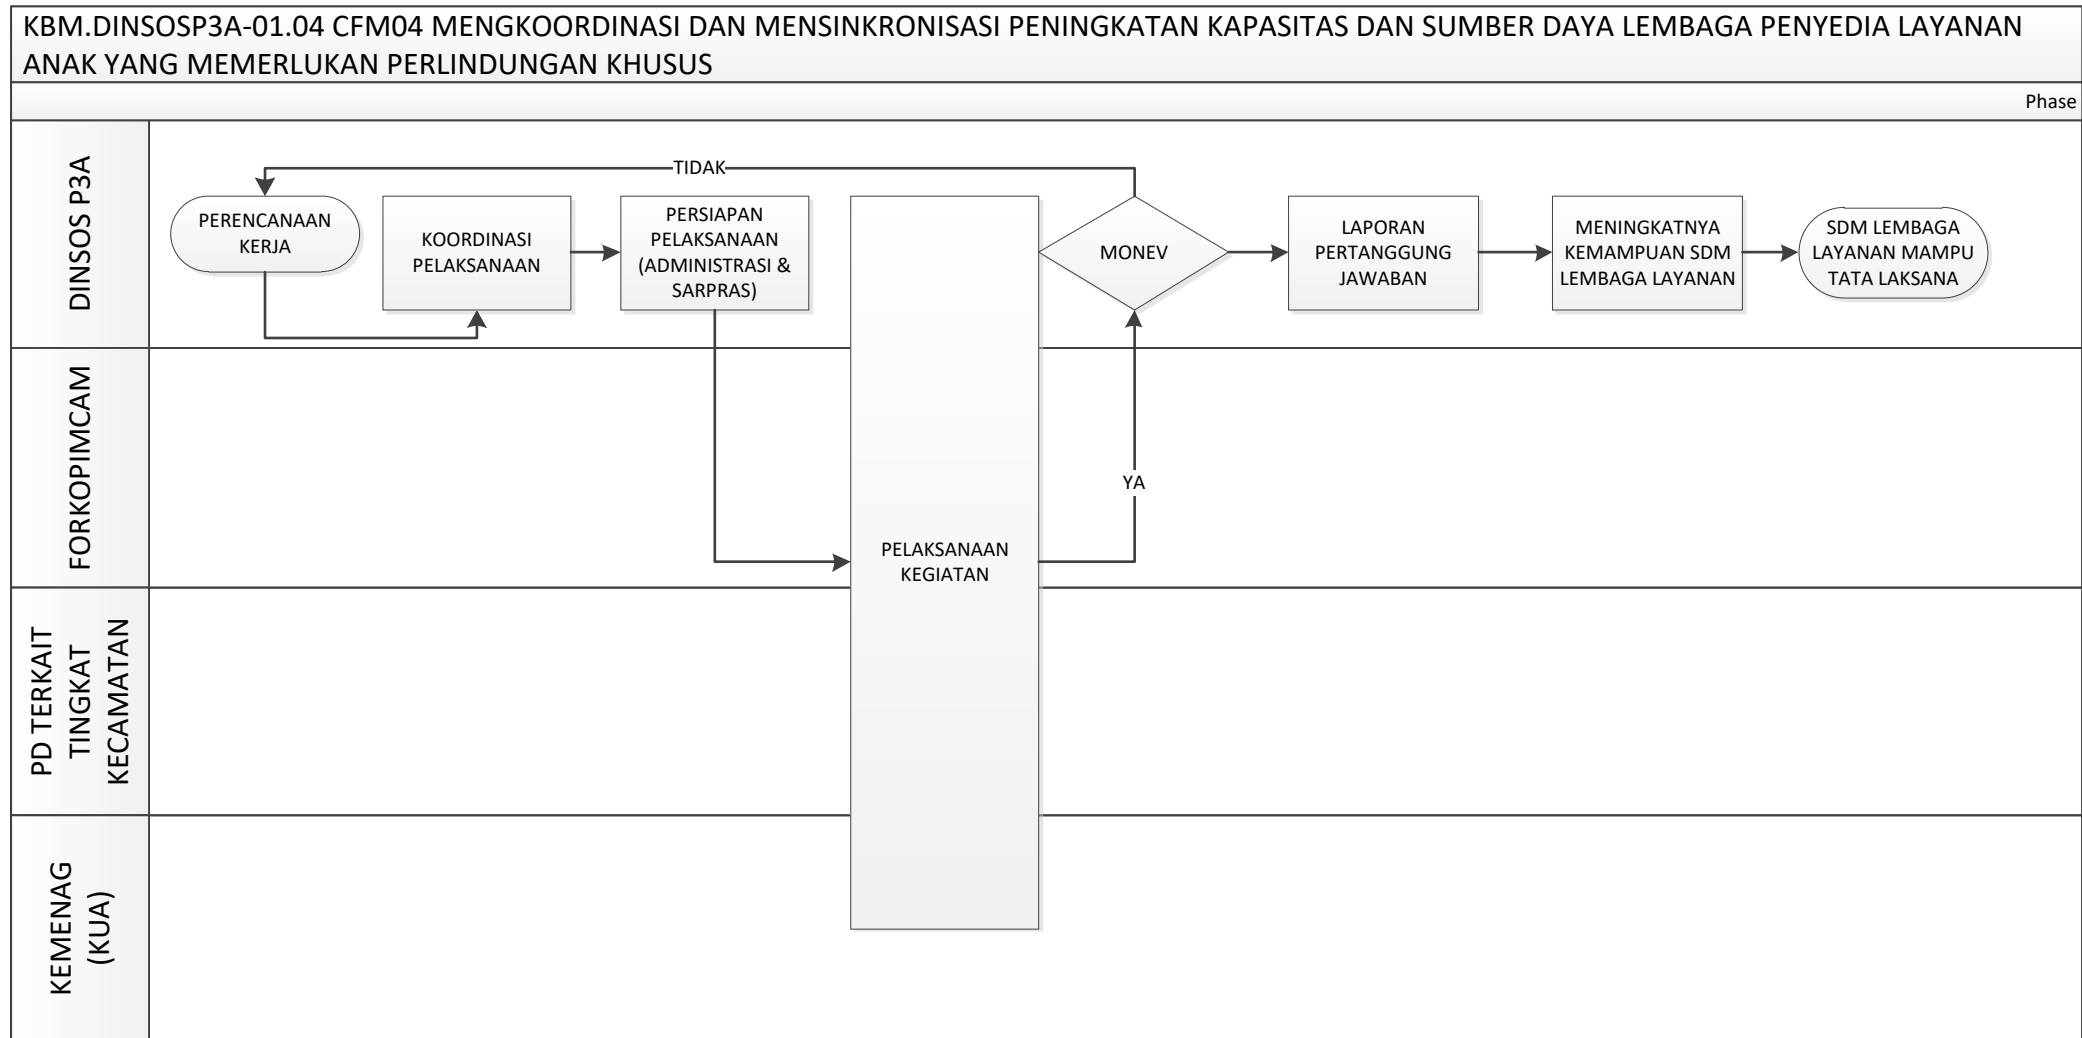 KBM.DINSOSP3A-01.04 CFM04 MENGKOORDINASI DAN MENSINKRONISASI PENINGKATAN KAPASITAS DAN SUMBER DAYA LEMBAGA PENYEDIA LAYANAN
ANAK YANG MEMERLUKAN PERLINDUNGAN KHUSUS
Phase
DINSOS P3A
TIDAK
PERENCANAAN
KERJA
KOORDINASI
PELAKSANAAN
PERSIAPAN
PELAKSANAAN
(ADMINISTRASI &
SARPRAS)
MONEV
LAPORAN
PERTANGGUNG
JAWABAN
MENINGKATNYA
KEMAMPUAN SDM
LEMBAGA LAYANAN
SDM LEMBAGA
LAYANAN MAMPU
TATA LAKSANA
FORKOPIMCAM
YA
PELAKSANAAN
KEGIATAN
PD TERKAIT
TINGKAT
KECAMATAN
KEMENAG
(KUA)